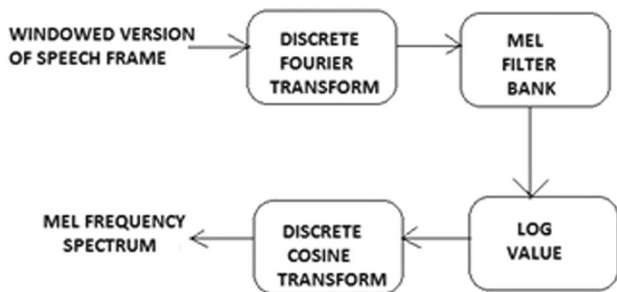 WINDOWED VERSION
OF SPEECH FRAME
DISCRETE
FOURIER
TRANSFORM
MEL
FILTER
BANK
LOG
VALUE
DISCRETE
COSINE
TRANSFORM
MEL FREQUENCY
SPECTRUM